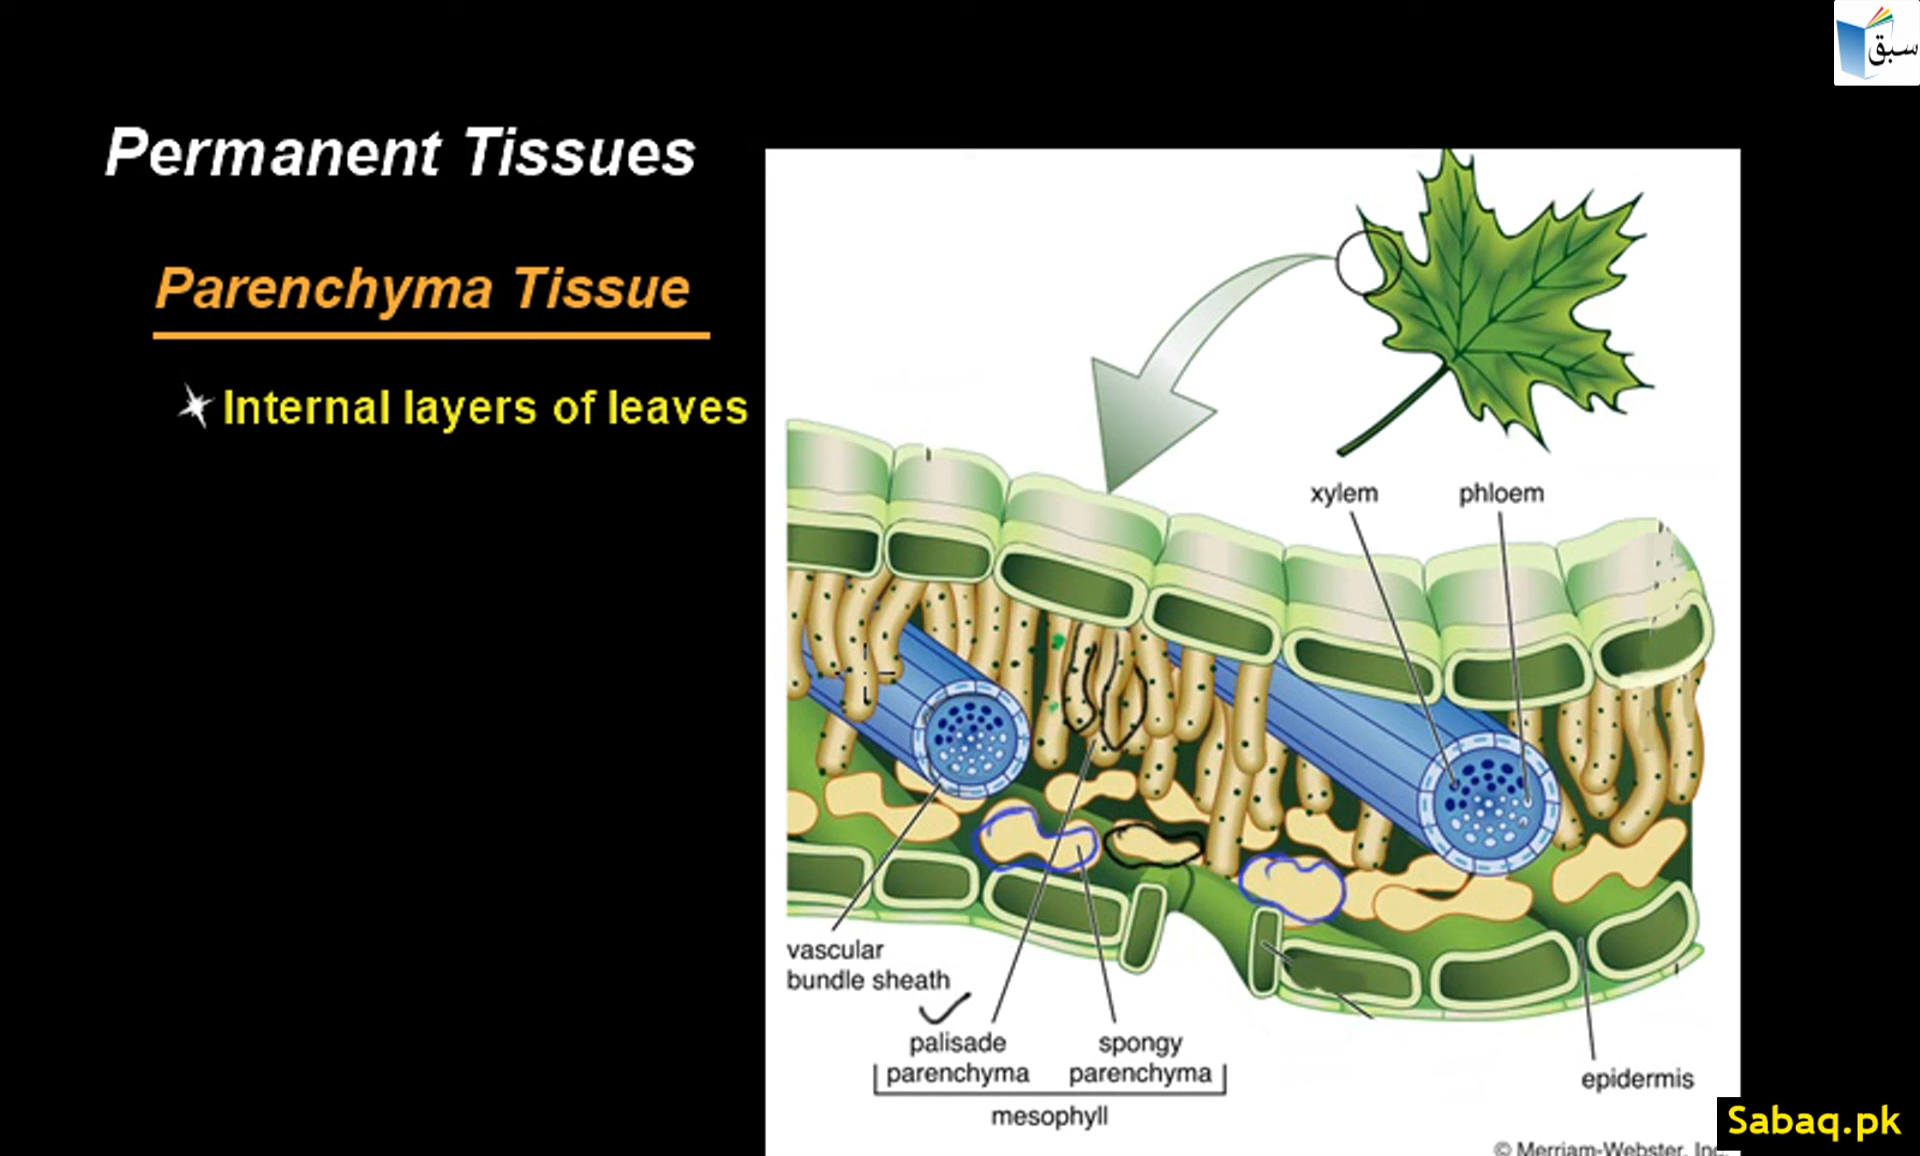 سبق
Permanent Tissues
Parenchyma Tissue
Internal layers of leaves
xylem
phloem
vascular
bundle sheath
palisade
parenchyma
spongy
parenchyma
mesophyll
epidermis
Sabaq.pk
© Merriam-Webster, Inc.